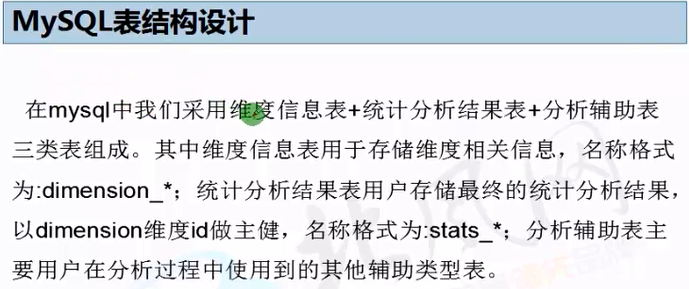 MySQL表结构设计
在mysql中我们采用维度信息表+统计分析结果表+分析辅助表
三类表组成。其中维度信息表用于存储维度相关信息，名称格式
为:dimension_*；统计分析结果表用户存储最终的统计分析结果，
以dimension维度id做主健，名称格式为:stats_*；分析辅助表主
要用户在分析过程中使用到的其他辅助类型表。
北风网